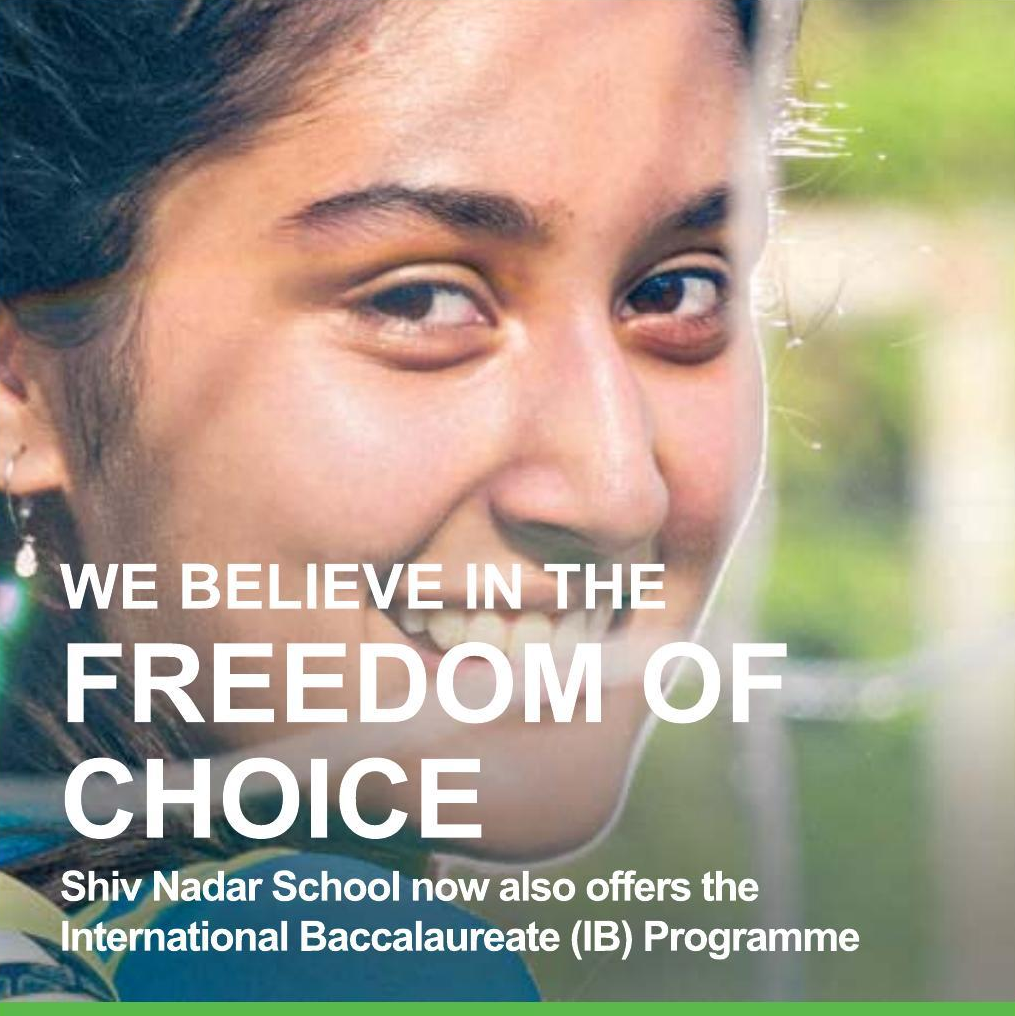 WE BELIEVE IN THE
FREEDOM OF
CHOICE
Shiv Nadar School now also offers the
International Baccalaureate (IB) Programme